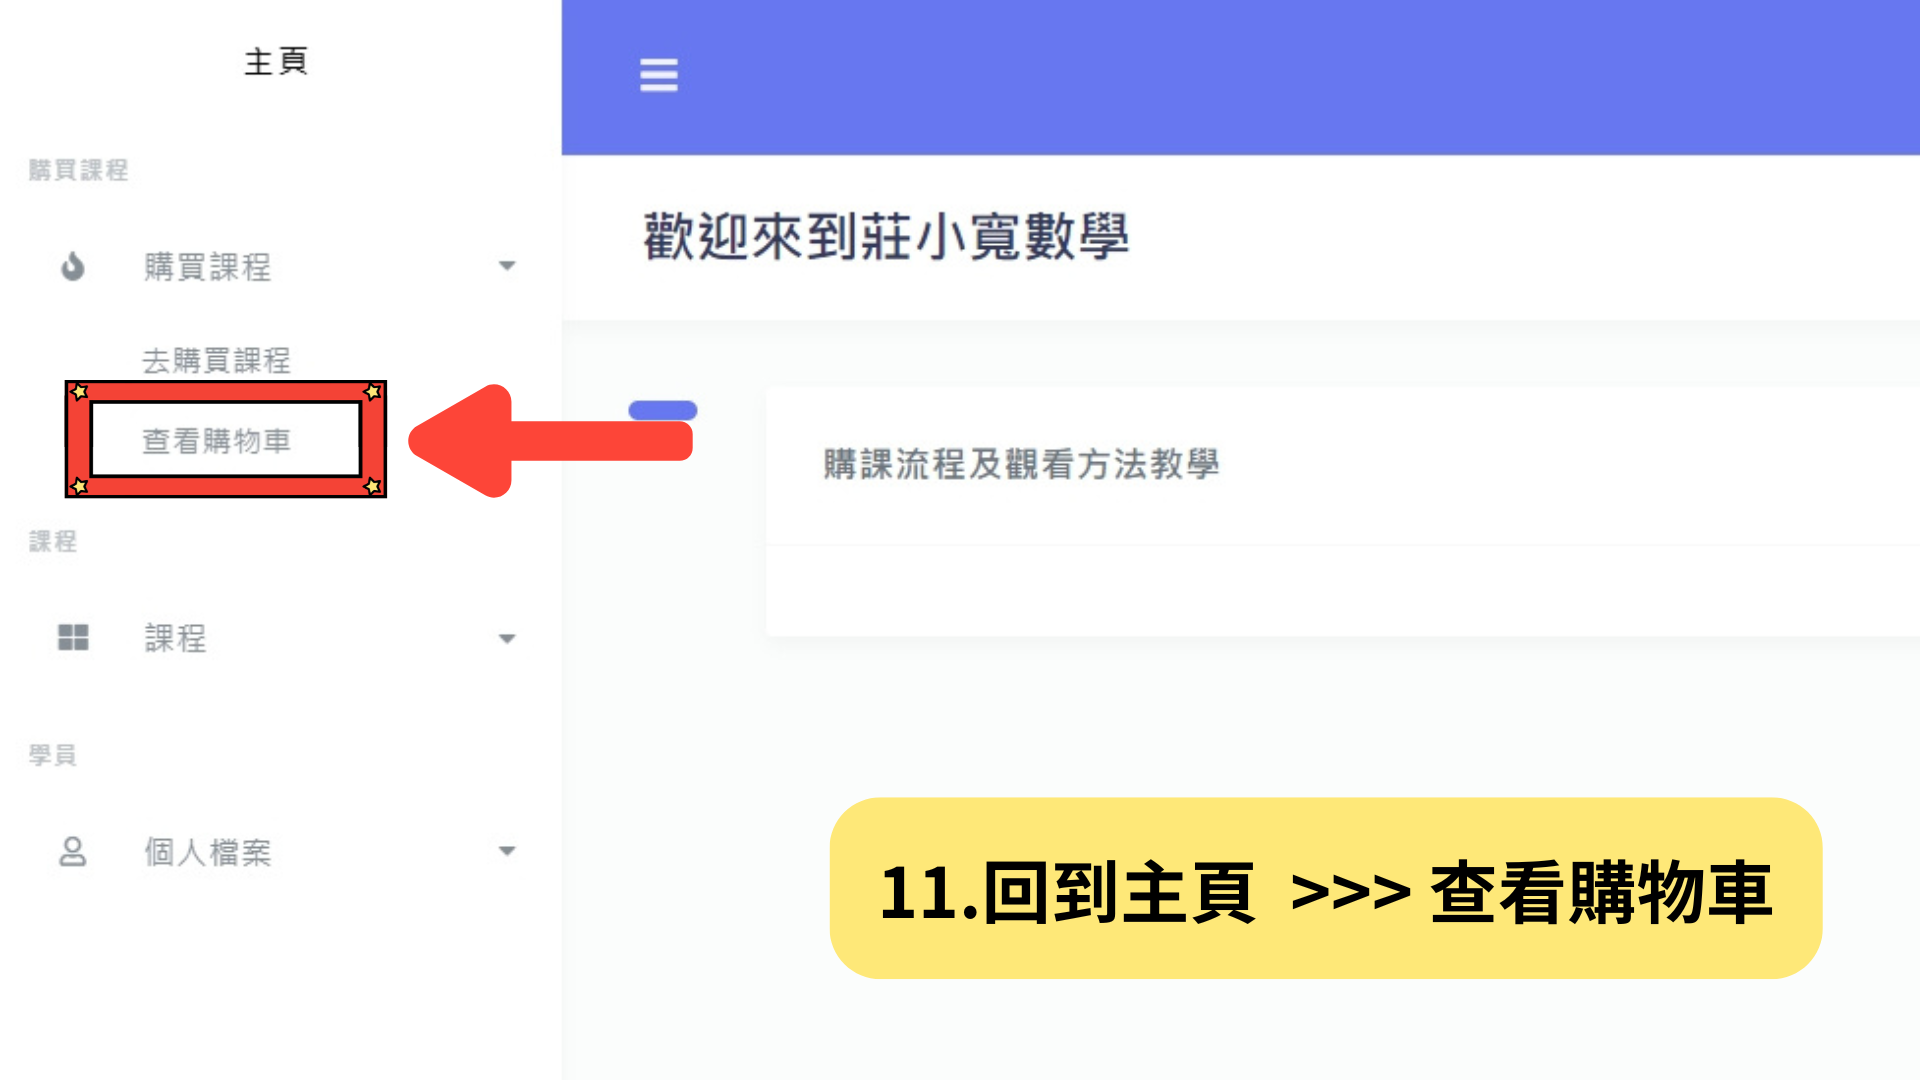 主頁
購買課程
購買課程
去購買課程
查看購物車
課程
課程
學員
個人檔案
歡迎來到莊小寬數學
購課流程及觀看方法教學
11.回到主頁 >>> 查看購物車